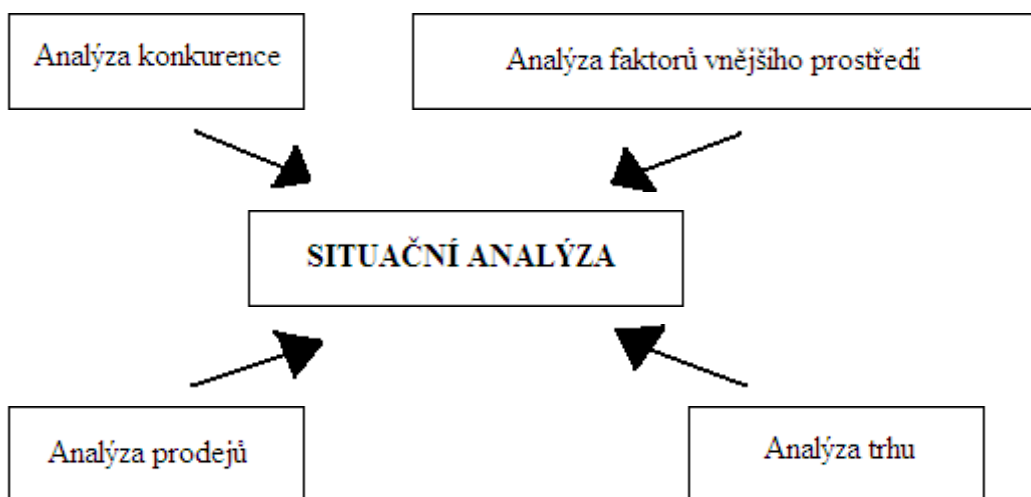 Analýza konkurence
Analýza faktorů vnějšího prostředí
SITUAČNÍ ANALÝZA
Analýza prodejů
Analýza trhu